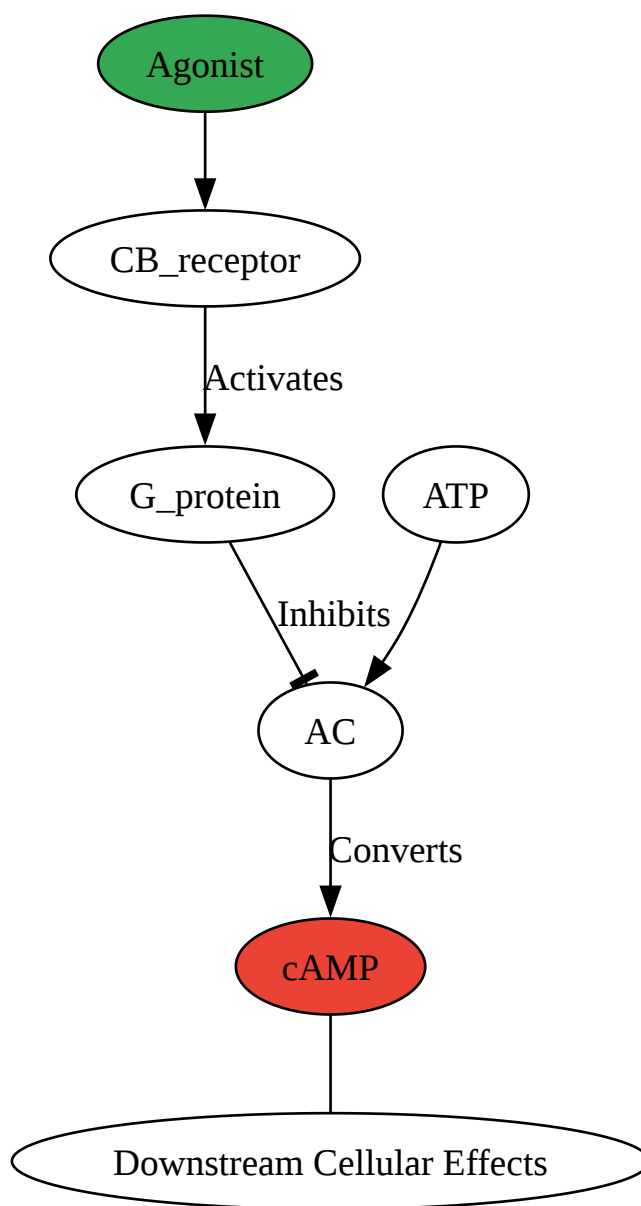 Agonist
CB_receptor
Activates
G_protein
ATP
Inhibits
AC
Converts
cAMP
Downstream Cellular Effects